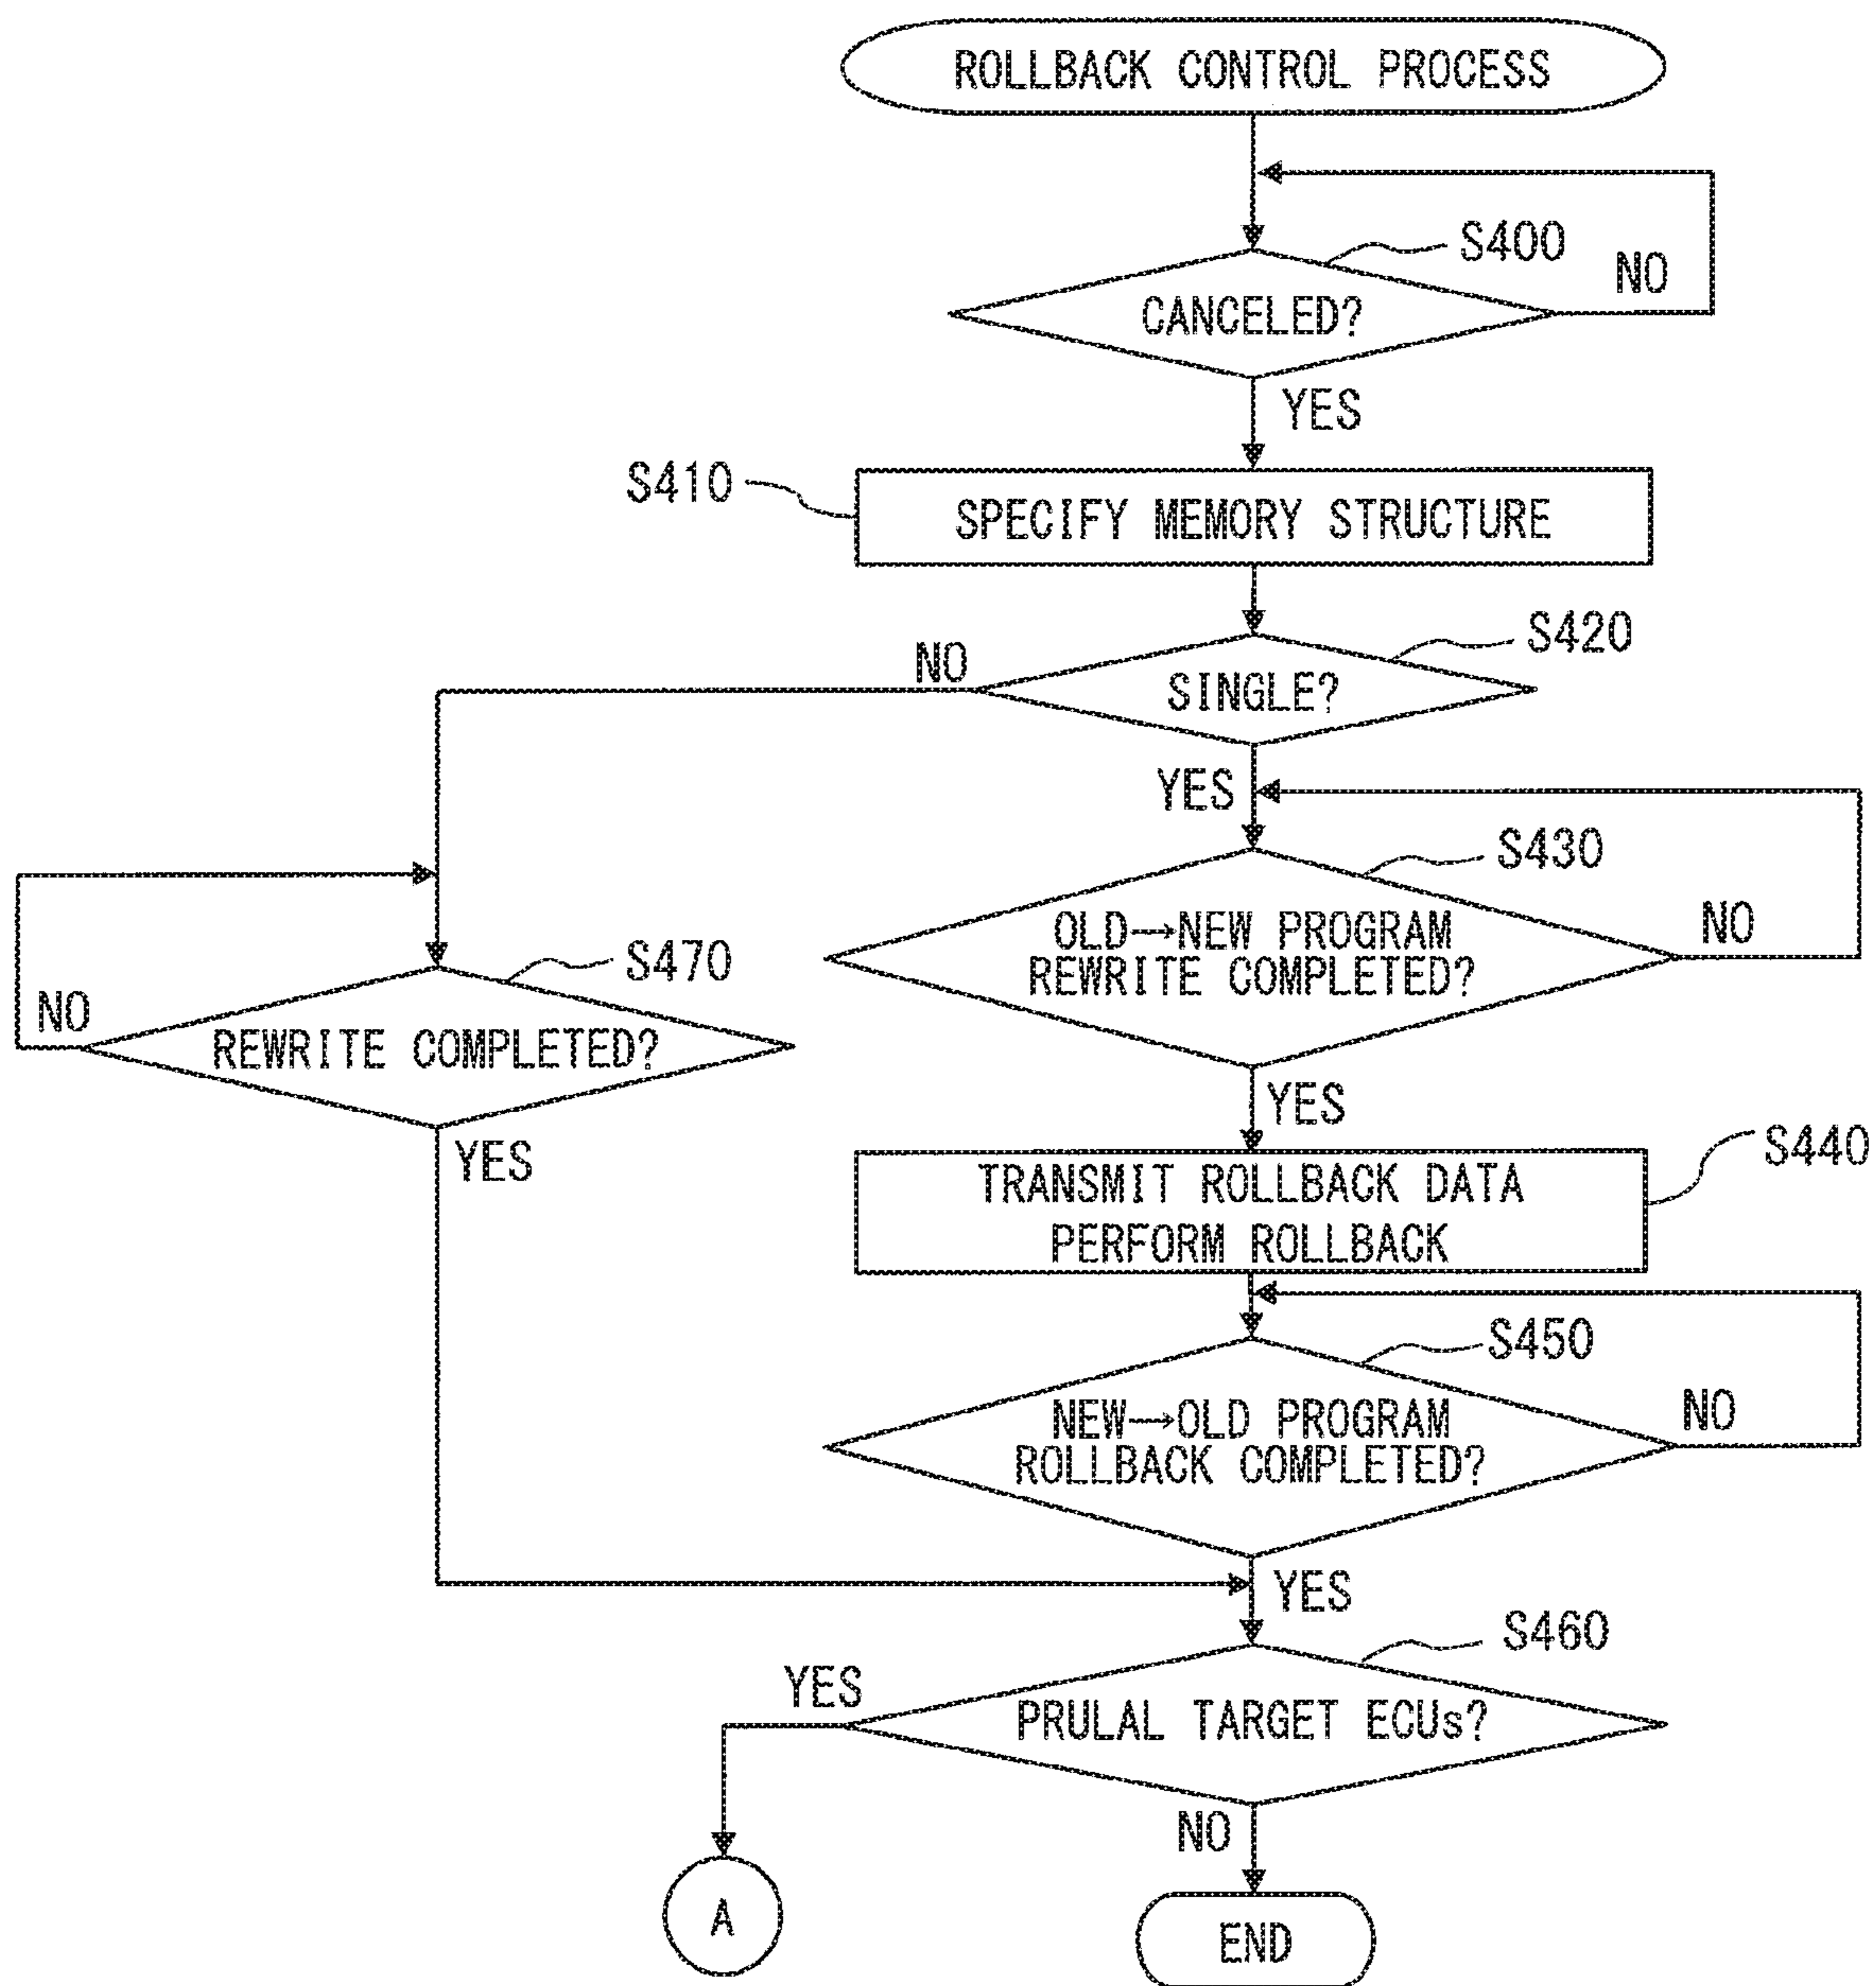 ROLLBACK CONTROL PROCESS
S400
NO
CANCELED?
YES
S410
SPECIFY MEMORY STRUCTURE
S420
NO
SINGLE?
YES
S430
OLD→NEW PROGRAM
REWRITE COMPLETED?
NO
S470
NO
REWRITE COMPLETED?
YES
YES
S440
TRANSMIT ROLLBACK DATA
PERFORM ROLLBACK
S450
NEW→OLD PROGRAM
ROLLBACK COMPLETED?
NO
YES
S460
YES
PRULAL TARGET ECUs?
NO
A
END